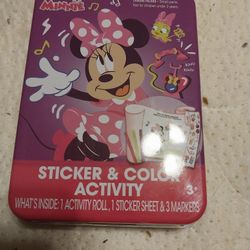 MINNIE
STICKER & COLOR
ACTIVITY
3+
WHAT'S INSIDE: 1 ACTIVITY ROLL, 1 STICKER SHEET & 3 MARKERS